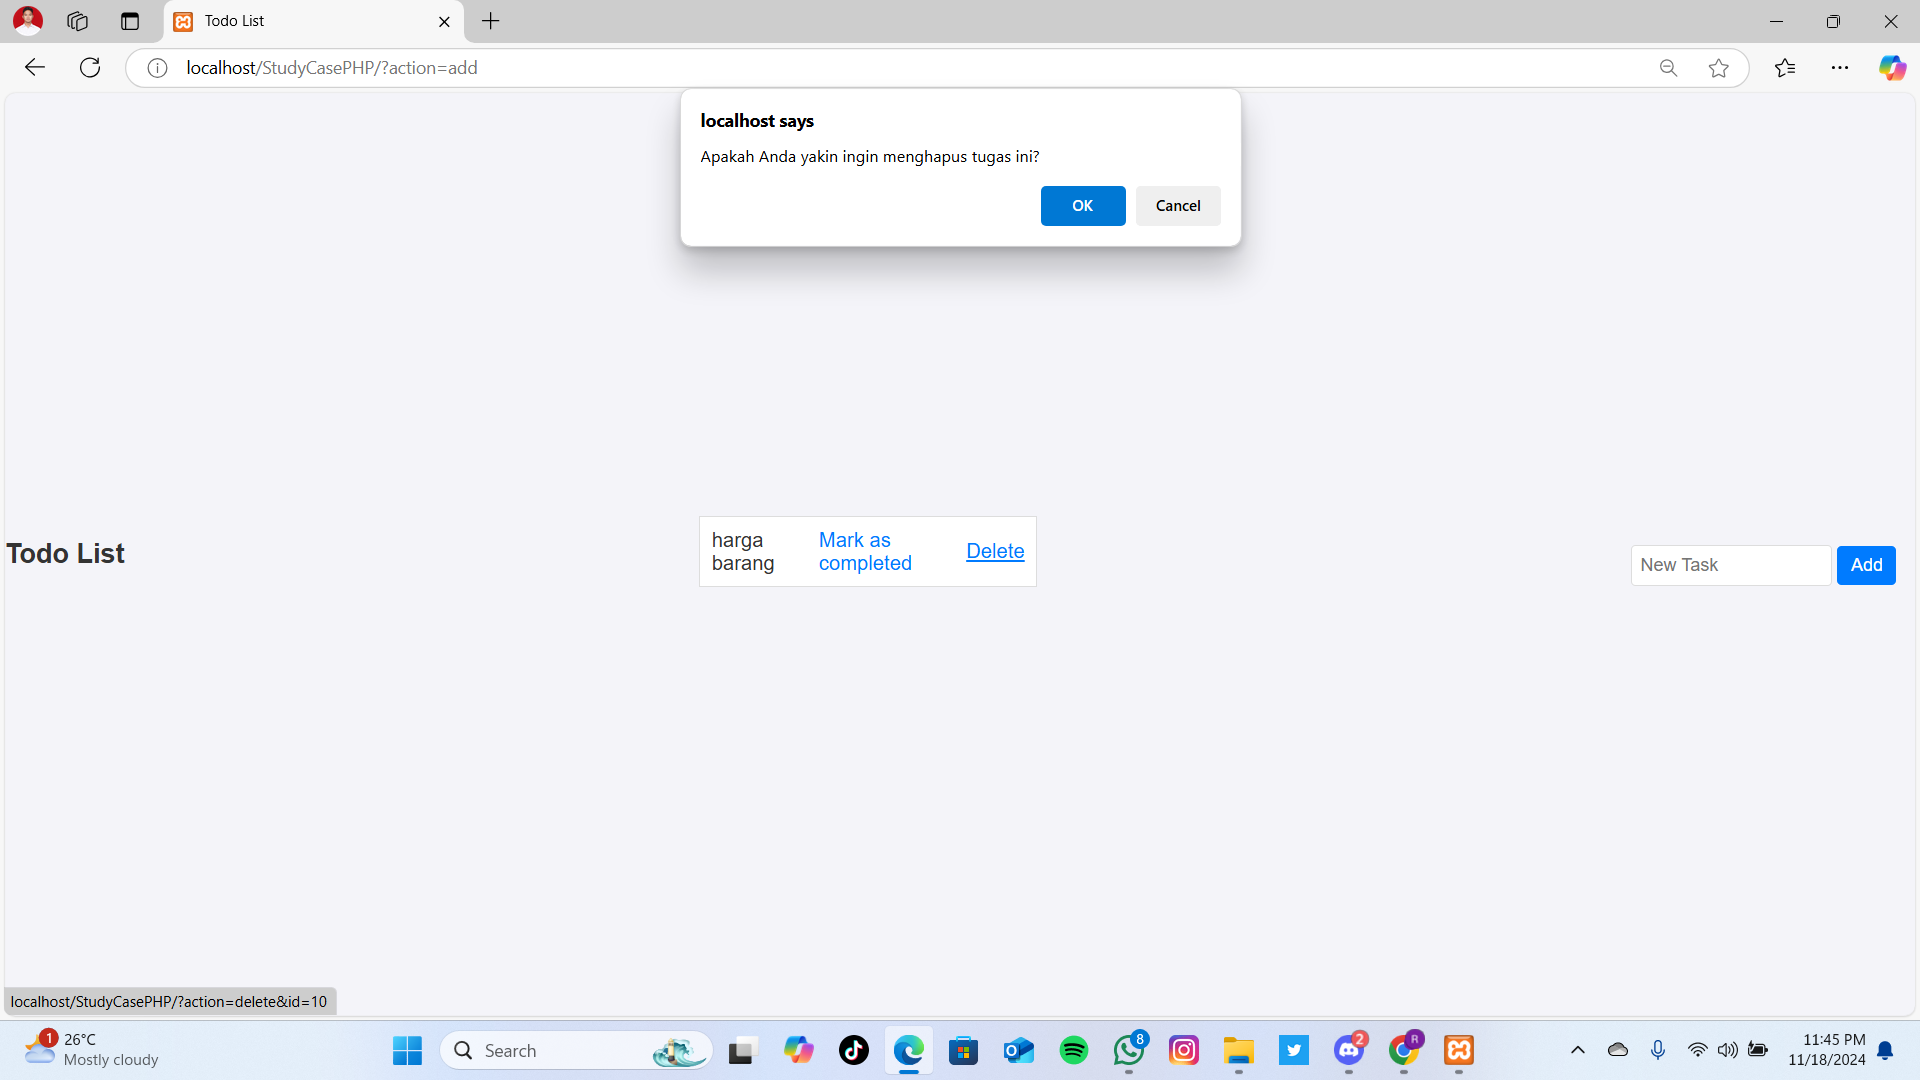 Todo List
localhost/StudyCasePHP/?action=add
localhost says
Apakah Anda yakin ingin menghapus tugas ini?
OK
Cancel
Todo List
harga
barang
Mark as
completed
Delete
New Task
Add
localhost/StudyCasePHP/?action=delete&id=10
1
26°C
Mostly cloudy
Search
8
2
R
11:45 PM
11/18/2024